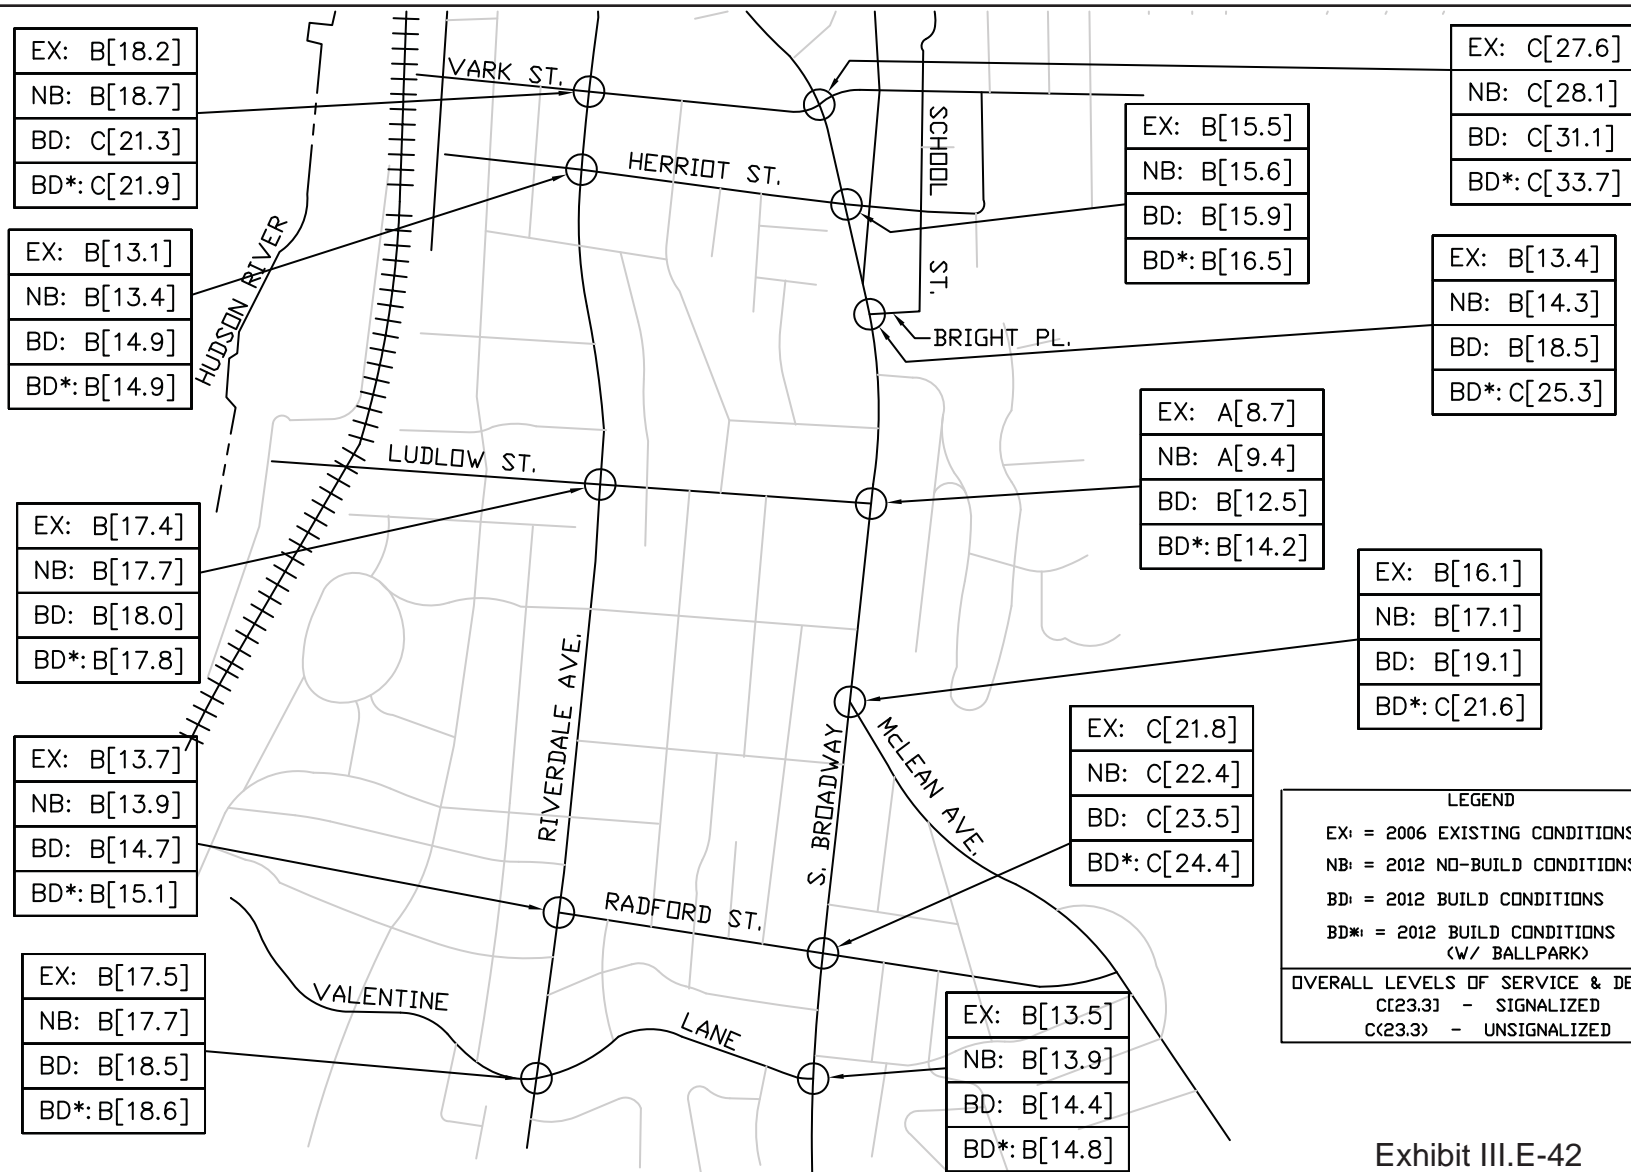 EX: B[18.2]
NB: B[18.7]
BD: C[21.3]
BD*: C[21.9]
VARK ST.
EX: C[27.6]
NB: C[28.1]
BD: C[31.1]
BD*: C[33.7]
SCHOOL
ST.
EX: B[15.5]
NB: B[15.6]
BD: B[15.9]
BD*: B[16.5]
HERRIOT ST.
EX: B[13.1]
NB: B[13.4]
BD: B[14.9]
BD*: B[14.9]
HUDSON RIVER
BRIGHT PL.
EX: B[13.4]
NB: B[14.3]
BD: B[18.5]
BD*: C[25.3]
EX: A[8.7]
NB: A[9.4]
BD: B[12.5]
BD*: B[14.2]
LUDLOW ST.
EX: B[17.4]
NB: B[17.7]
BD: B[18.0]
BD*: B[17.8]
EX: B[16.1]
NB: B[17.1]
BD: B[19.1]
BD*: C[21.6]
RIVERDALE AVE.
S. BROADWAY
McLEAN AVE.
EX: C[21.8]
NB: C[22.4]
BD: C[23.5]
BD*: C[24.4]
EX: B[13.7]
NB: B[13.9]
BD: B[14.7]
BD*: B[15.1]
RADFORD ST.
LEGEND
EX: = 2006 EXISTING CONDITIONS
NB: = 2012 NO-BUILD CONDITIONS
BD: = 2012 BUILD CONDITIONS
BD*: = 2012 BUILD CONDITIONS
(W/ BALLPARK)
OVERALL LEVELS OF SERVICE & DE
C[23.3] - SIGNALIZED
C(23.3) - UNSIGNALIZED
EX: B[17.5]
NB: B[17.7]
BD: B[18.5]
BD*: B[18.6]
VALENTINE
LANE
EX: B[13.5]
NB: B[13.9]
BD: B[14.4]
BD*: B[14.8]
Exhibit III.E-42